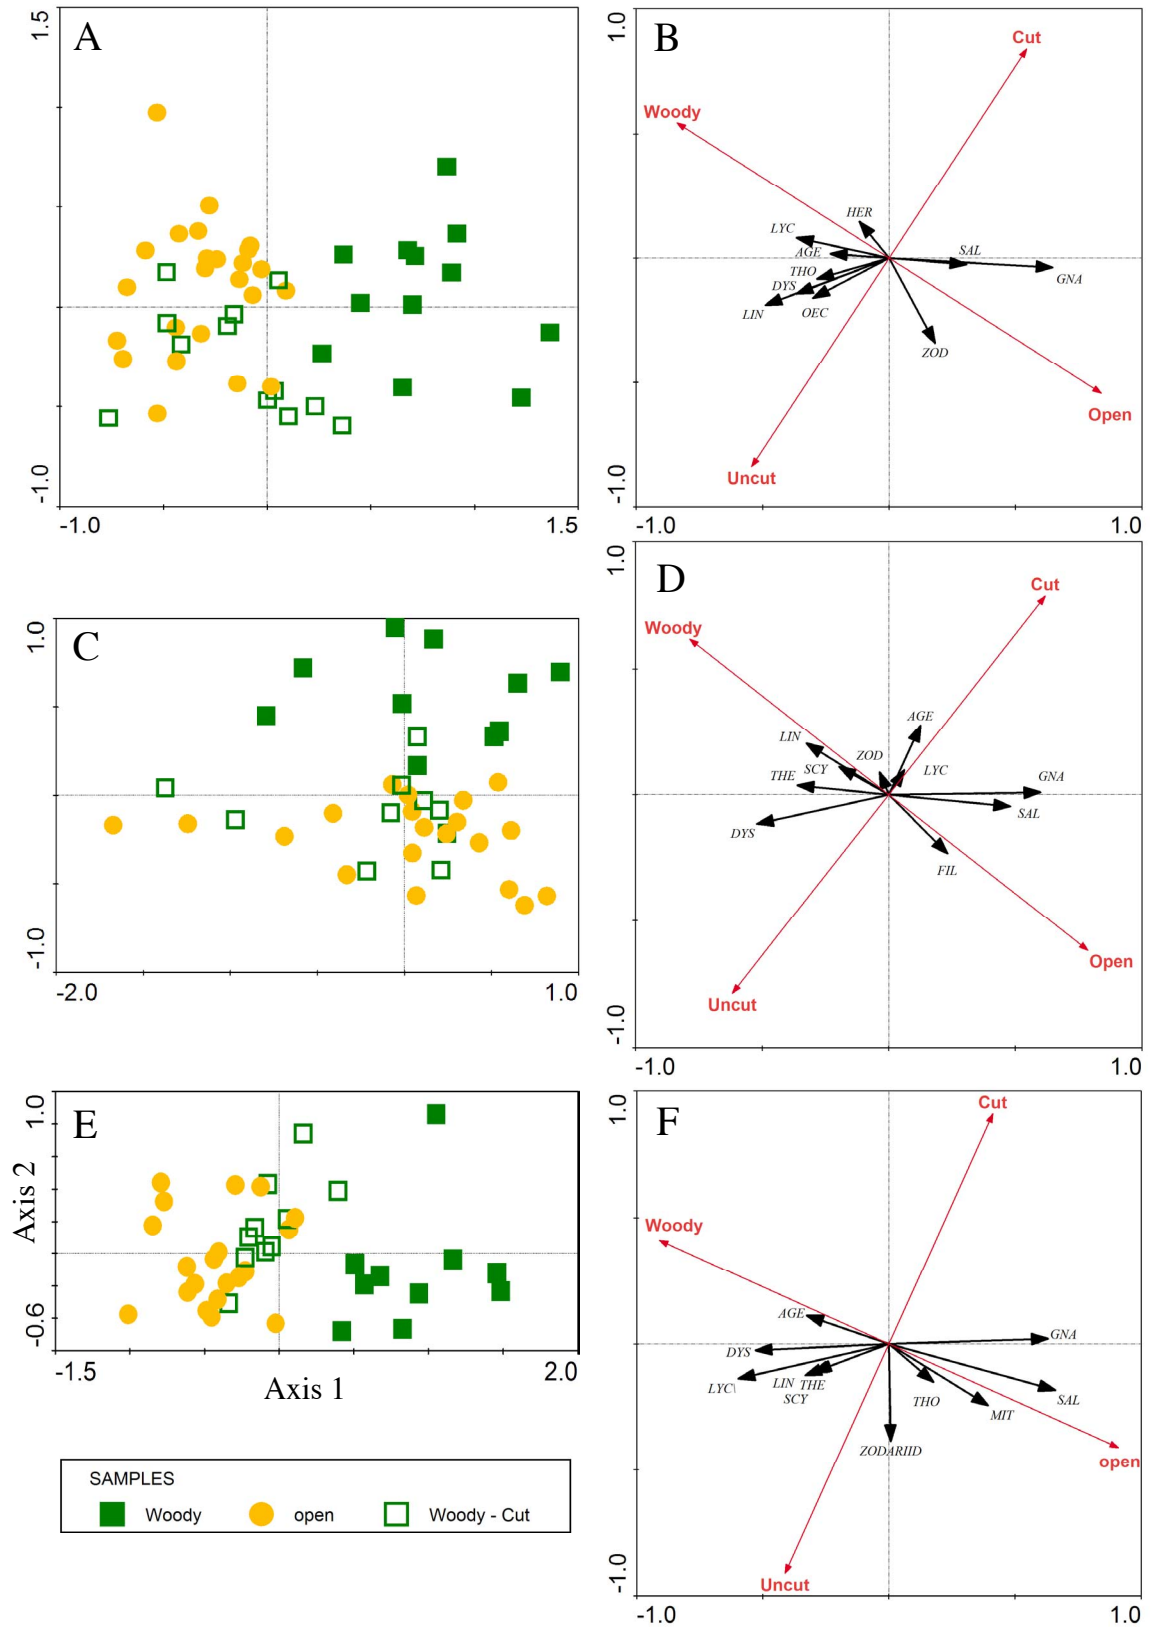 A
1.5
-1.0
-1.0
1.5
B
1.0
-1.0
-1.0
1.0
Cut
Woody
HER
LYC
AGE
SAL
THO
GNA
DYS
LIN
OEC
ZOD
Open
Uncut
C
1.0
-1.0
-2.0
1.0
D
1.0
-1.0
-1.0
1.0
Cut
Woody
AGE
LIN
ZOD
SCY
LYC
THE
GNA
SAL
DYS
FIL
Open
Uncut
E
1.0
-0.6
-1.5
2.0
Axis 2
Axis 1
F
1.0
-1.0
-1.0
1.0
Cut
Woody
AGE
GNA
DYS
LYC\
LIN THE
SCY
THO
SAL
MIT
ZODARIID
open
Uncut
SAMPLES
Woody open Woody - Cut